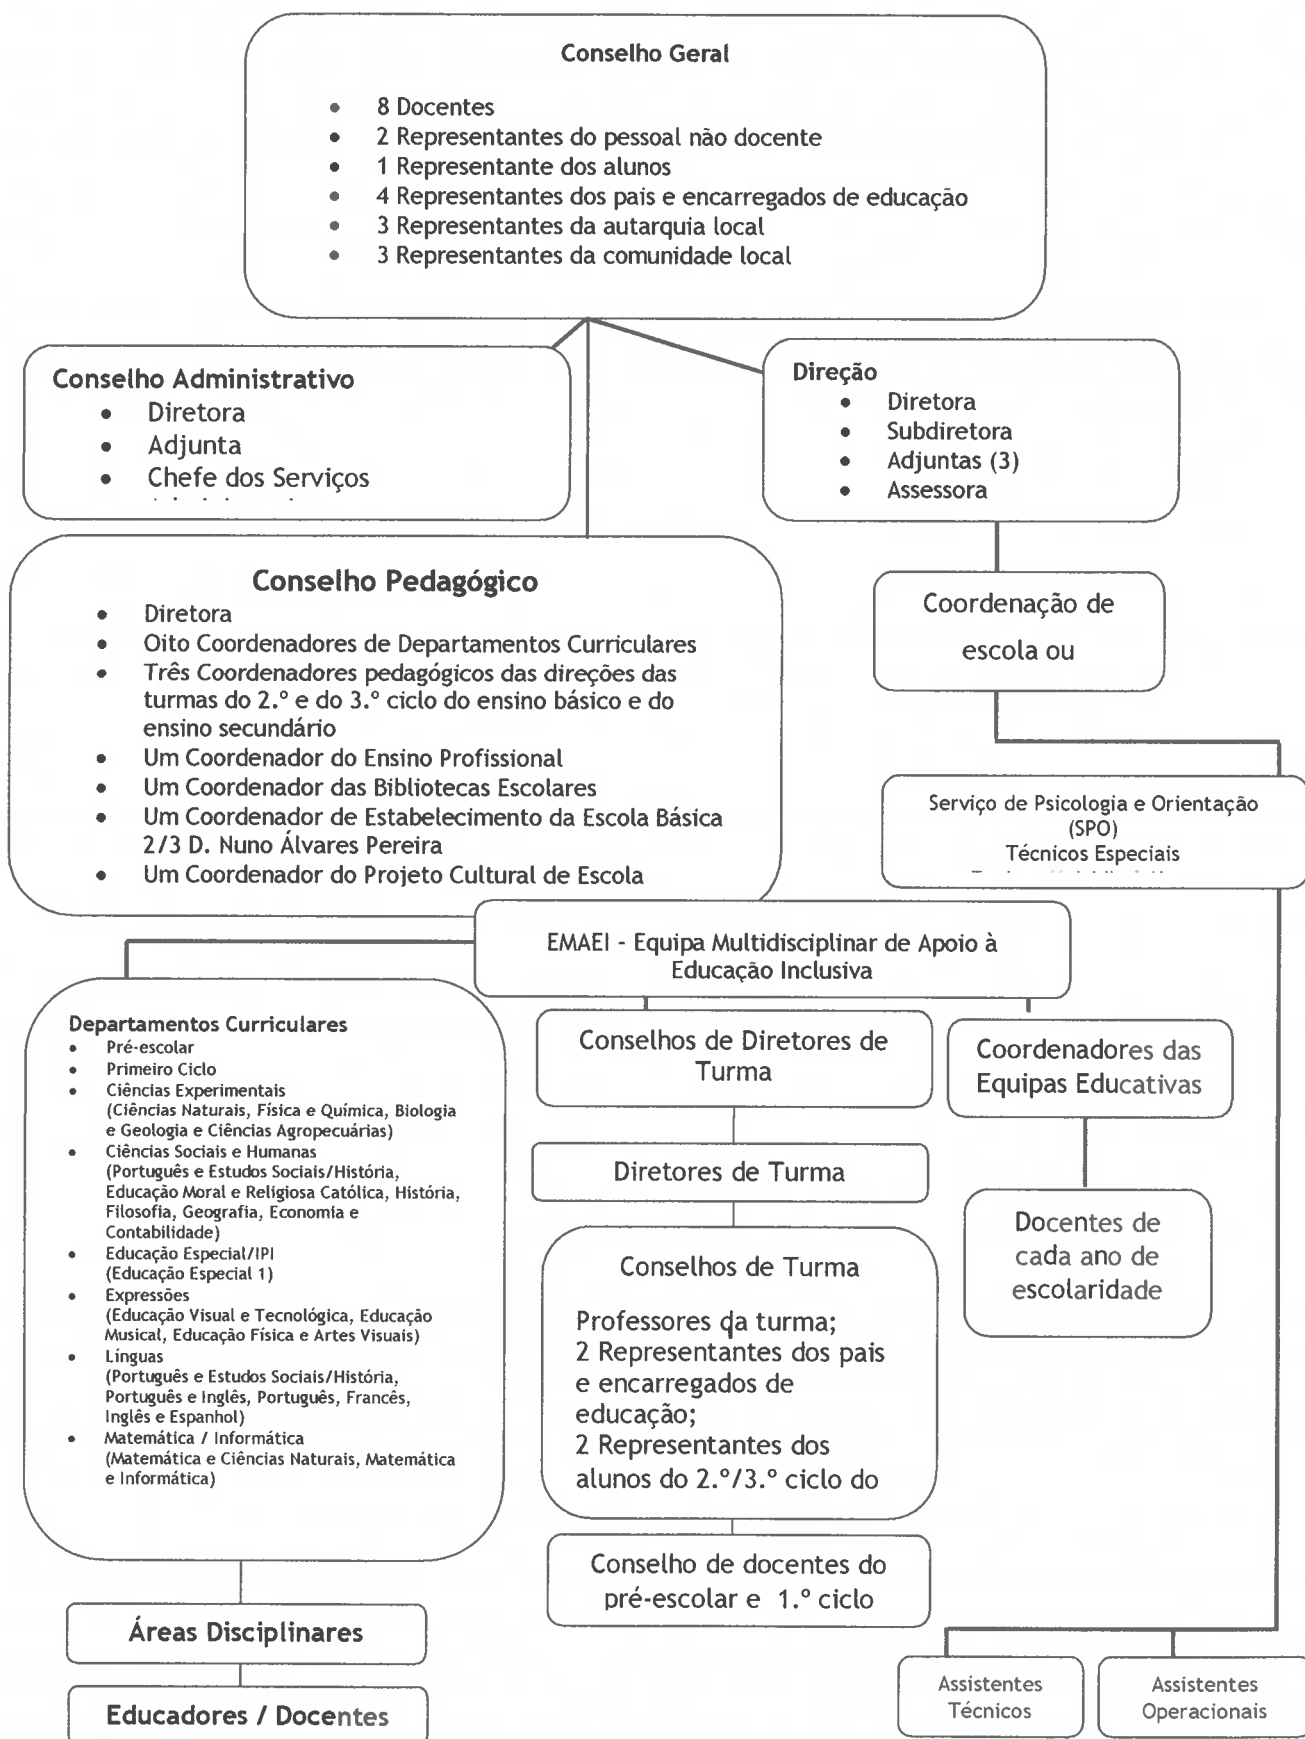 Conselho Geral
• 8 Docentes
• 2 Representantes do pessoal não docente
• 1 Representante dos alunos
• 4 Representantes dos pais e encarregados de educação
• 3 Representantes da autarquia local
• 3 Representantes da comunidade local
Conselho Administrativo
• Diretora
• Adjunta
• Chefe dos Serviços
Direção
• Diretora
• Subdiretora
• Adjuntas (3)
• Assessora
Conselho Pedagógico
• Diretora
• Oito Coordenadores de Departamentos Curriculares
• Três Coordenadores pedagógicos das direções das
turmas do 2.º e do 3.º ciclo do ensino básico e do
ensino secundário
• Um Coordenador do Ensino Profissional
• Um Coordenador das Bibliotecas Escolares
• Um Coordenador de Estabelecimento da Escola Básica
2/3 D. Nuno Álvares Pereira
• Um Coordenador do Projeto Cultural de Escola
Coordenação de
escola ou
Serviço de Psicologia e Orientação
(SPO)
Técnicos Especiais
EMAEI - Equipa Multidisciplinar de Apoio à
Educação Inclusiva
Departamentos Curriculares
• Pré-escolar
• Primeiro Ciclo
• Ciências Experimentais
(Ciências Naturais, Física e Química, Biologia
e Geologia e Ciências Agropecuárias)
• Ciências Sociais e Humanas
(Português e Estudos Sociais/História,
Educação Moral e Religiosa Católica, História,
Filosofia, Geografia, Economia e
Contabilidade)
• Educação Especial/IPI
(Educação Especial 1)
• Expressões
(Educação Visual e Tecnológica, Educação
Musical, Educação Física e Artes Visuais)
• Línguas
(Português e Estudos Sociais/História,
Português e Inglês, Português, Francês,
Inglês e Espanhol)
• Matemática / Informática
(Matemática e Ciências Naturais, Matemática
e Informática)
Conselhos de Diretores de
Turma
Diretores de Turma
Conselhos de Turma
Professores da turma;
2 Representantes dos pais
e encarregados de
educação;
2 Representantes dos
alunos do 2.º/3.º ciclo do
Conselho de docentes do
pré-escolar e 1.º ciclo
Coordenadores das
Equipas Educativas
Docentes de
cada ano de
escolaridade
Áreas Disciplinares
Educadores / Docentes
Assistentes
Técnicos
Assistentes
Operacionais